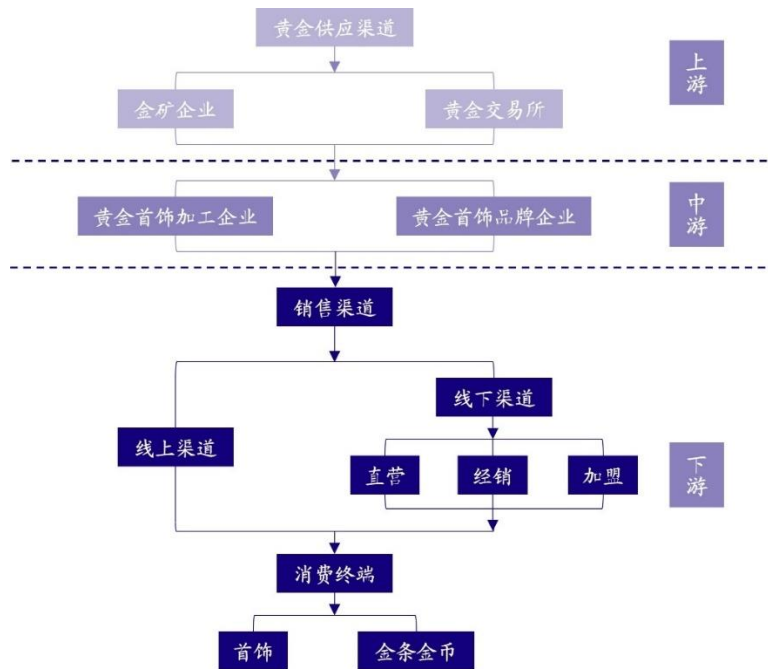 黄金供应渠道
上游
金矿企业
黄金交易所
黄金首饰加工企业
黄金首饰品牌企业
中游
销售渠道
线下渠道
线上渠道
直营
经销
加盟
下游
消费终端
首饰
金条金币